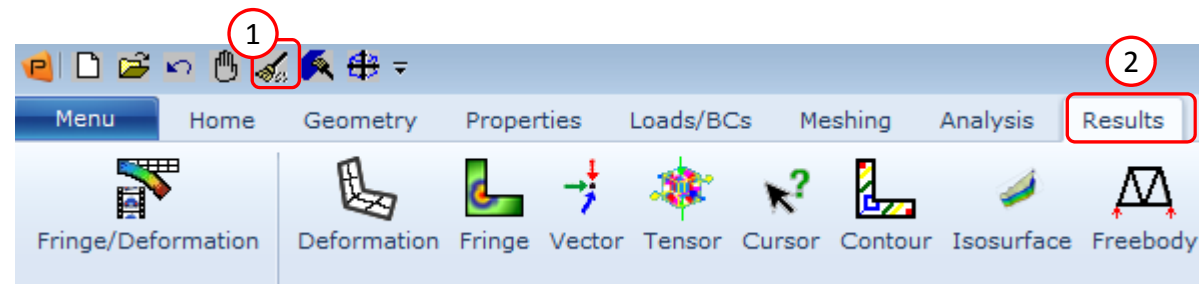 1
2
Menu Home Geometry Properties Loads/BCs Meshing Analysis Results
Fringe/Deformation Deformation Fringe Vector Tensor Cursor Contour Isosurface Freebody